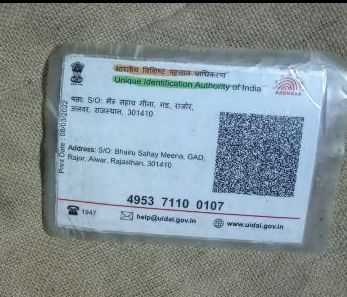 भारतीय विशिष्ट पहचान प्राधिकरण
Unique Identification Authority of India
AADHAAR
पता: S/O: भैरु सहाय मीना, गड, राजोर,
अलवर, राजस्थान, 301410
Address: S/O: Bhairu Sahay Meena, GAD,
Rajor, Alwar, Rajasthan, 301410
Print Date: 08/03/2022
4953 7110 0107
1947
help@uidai.gov.in
www.uidai.gov.in